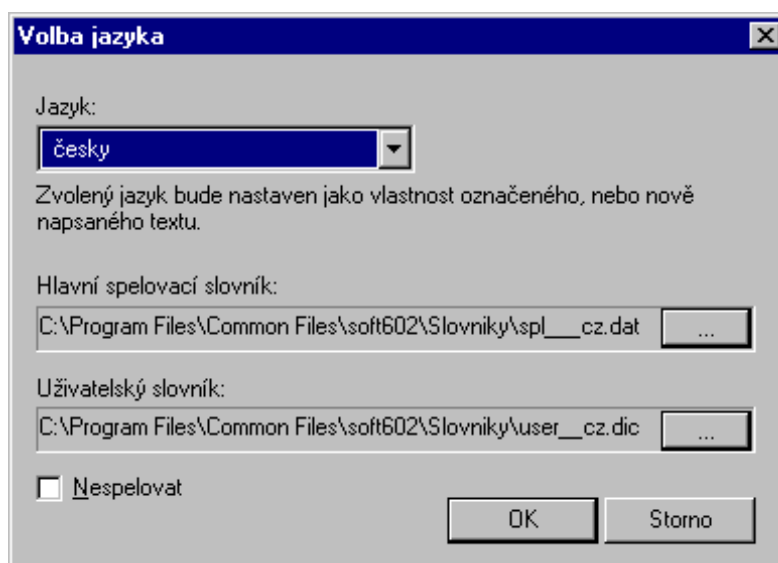 Volba jazyka
Jazyk:
česky
Zvolený jazyk bude nastaven jako vlastnost označeného, nebo nově
napsaného textu.
Hlavní spelovací slovník:
C:\Program Files\Common Files\soft602\Slovniky\spl___cz.dat ...
Uživatelský slovník:
C:\Program Files\Common Files\soft602\Slovniky\user__cz.dic ...
Nespelovat
OK Storno